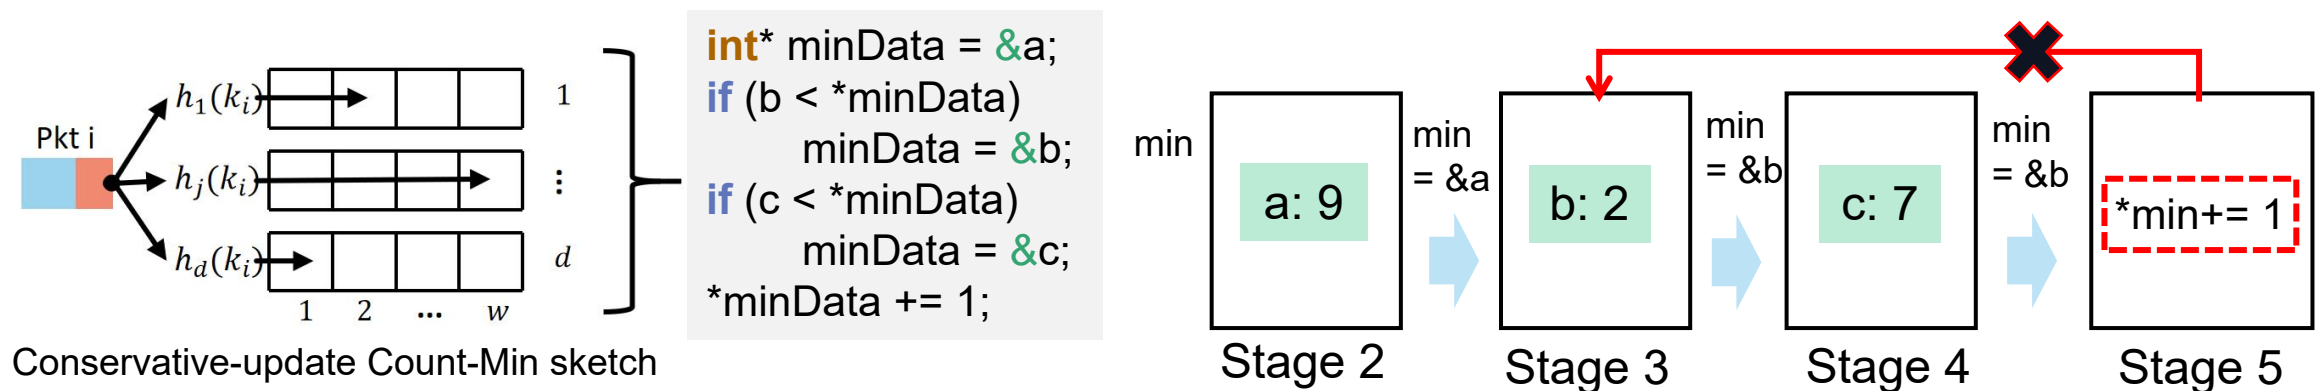 Pkt i
h₁(kᵢ)
hⱼ(kᵢ)
h_d(kᵢ)
1
⋮
d
1 2 ... w
Conservative-update Count-Min sketch
int* minData = &a;
if (b < *minData)
minData = &b;
if (c < *minData)
minData = &c;
*minData += 1;
min
a: 9
Stage 2
min
= &a
b: 2
Stage 3
min
= &b
c: 7
Stage 4
min
= &b
*min+= 1
Stage 5